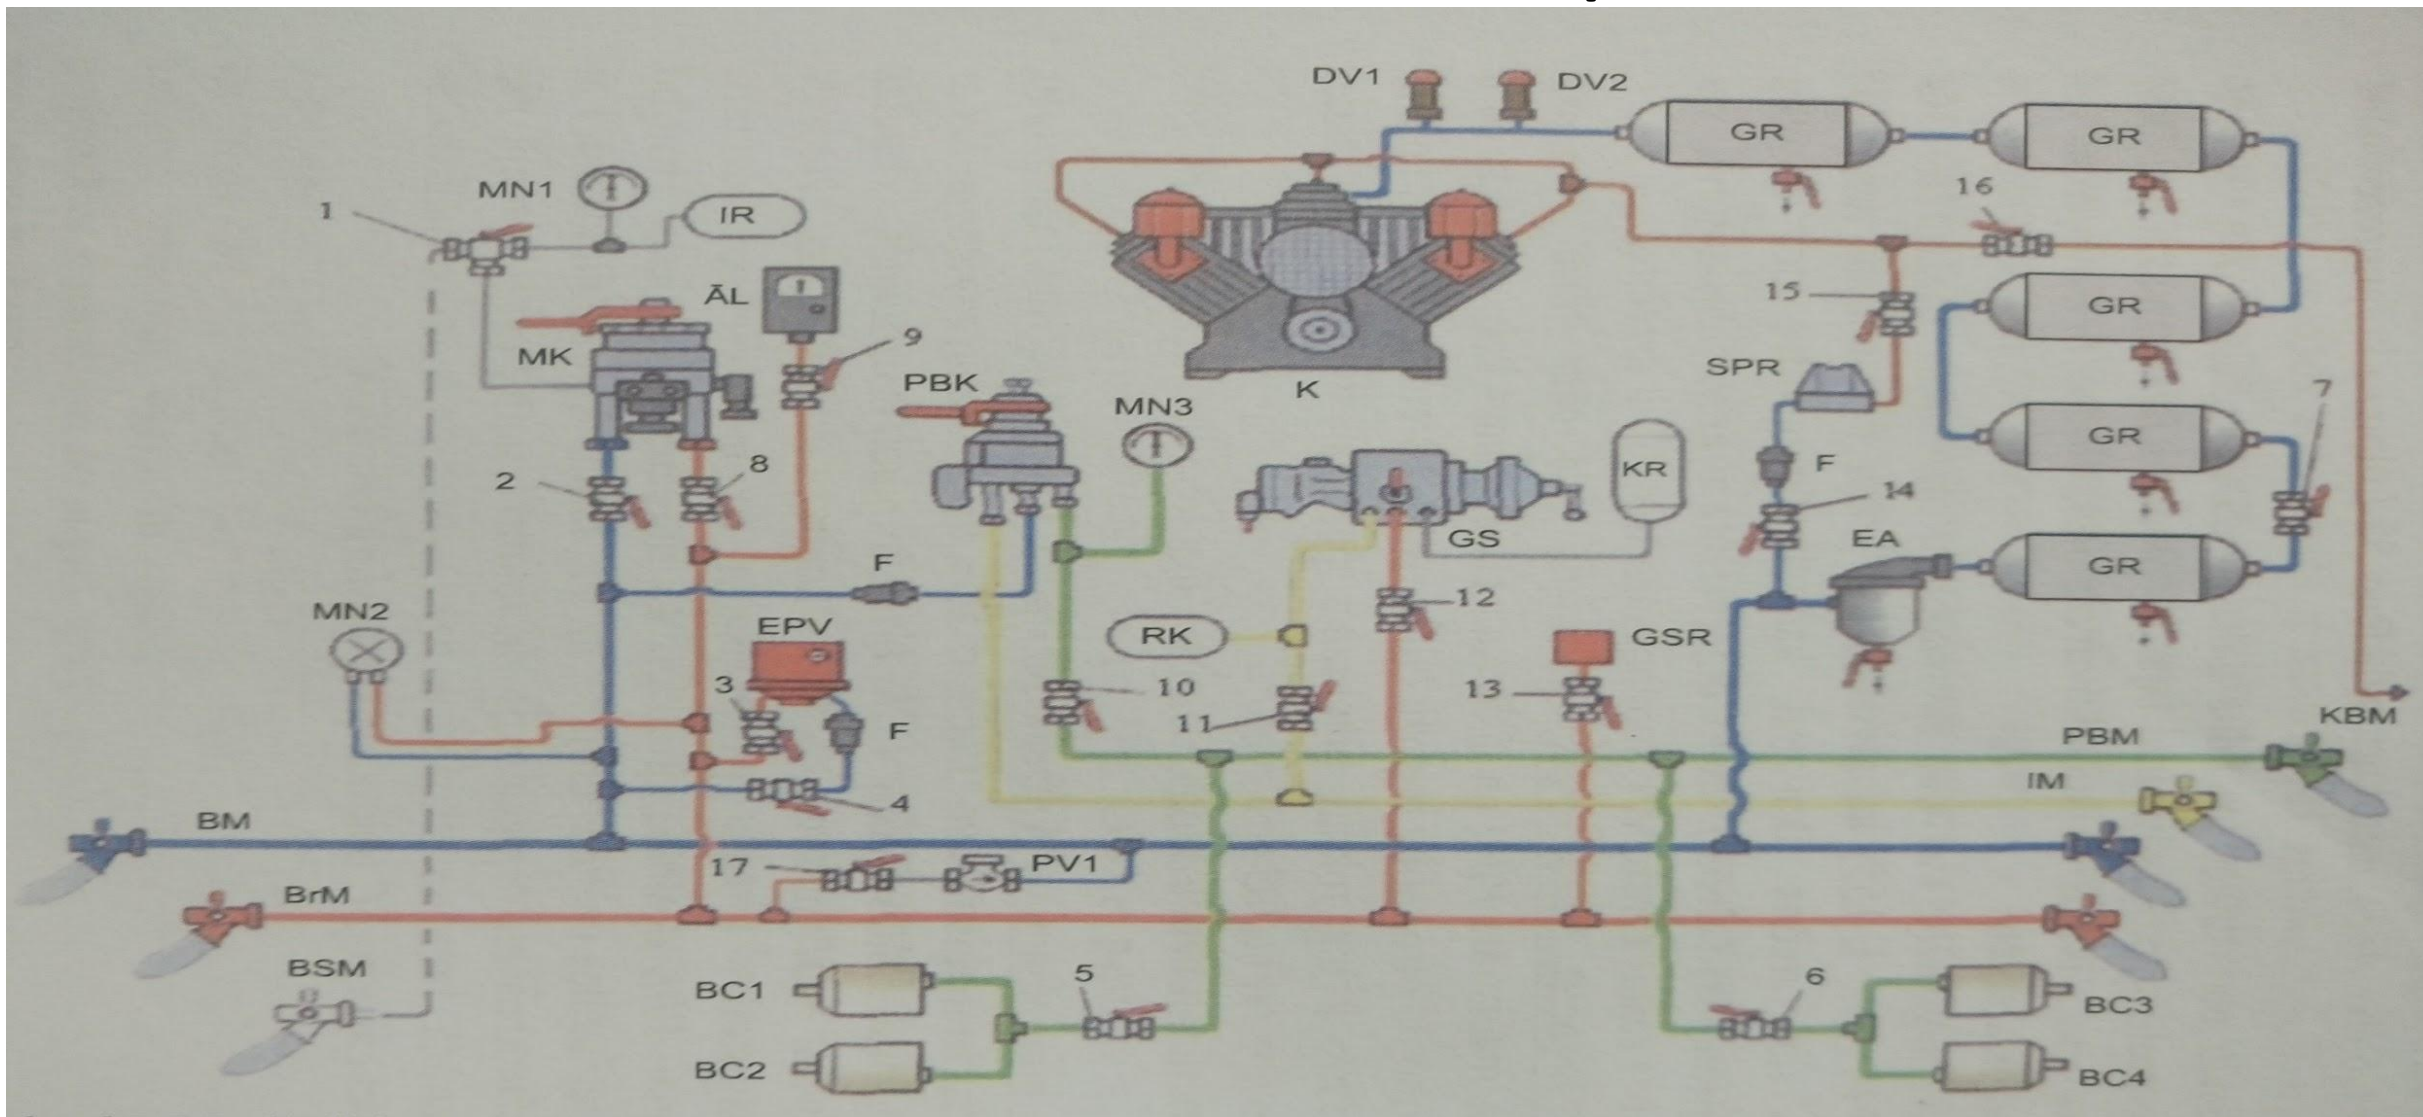 DV1
DV2
GR
GR
16
MN1
IR
1
ĀL
15
GR
MK
9
PBK
MN3
K
SPR
7
GR
F
KR
2
8
14
GS
EA
GR
F
12
MN2
EPV
RK
GSR
3
10
13
11
F
KBM
PBM
IM
4
BM
17
PV1
BrM
BSM
5
6
BC1
BC3
BC2
BC4